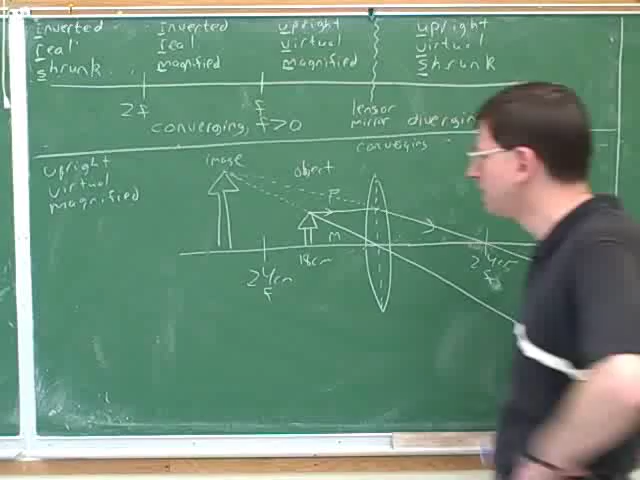 Inverted Inverted upright upright
real real virtual virtual
shrunk magnified magnified shrunk
2f f lens or
converging, f>0 mirror diverging
converging
upright
virtual
magnified
image object
P
M
24cm 18cm 24cm
f f